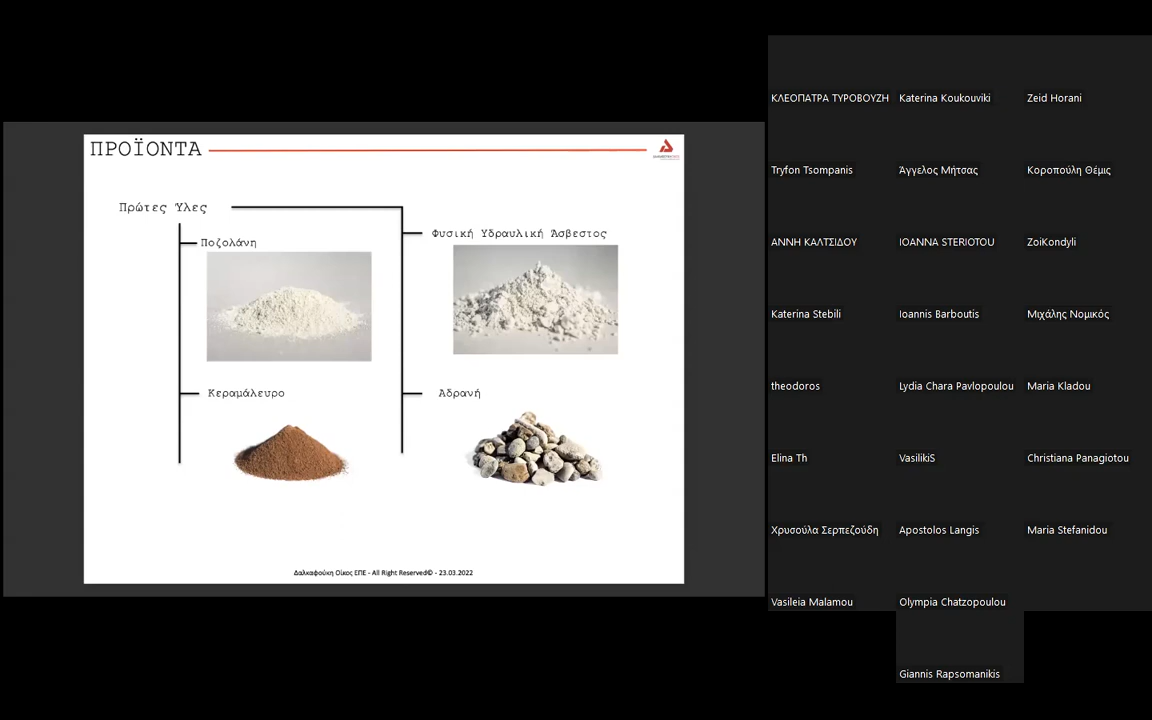 ΠΡΟΪΟΝΤΑ
Πρώτες Ύλες
Ποζολάνη
Φυσική Υδραυλική Άσβεστος
Κεραμάλευρο
Αδρανή
Δαλκαφούκη Οίκος ΕΠΕ - All Right Reserved© - 23.03.2022
ΚΛΕΟΠΑΤΡΑ ΤΥΡΟΒΟΥΖΗ
Katerina Koukouviki
Zeid Horani
Tryfon Tsompanis
Άγγελος Μήτσας
Κοροπούλη Θέμις
ΑΝΝΗ ΚΑΛΤΣΙΔΟΥ
IOANNA STERIOTOU
ZoiKondyli
Katerina Stebili
Ioannis Barboutis
Μιχάλης Νομικός
theodoros
Lydia Chara Pavlopoulou
Maria Kladou
Elina Th
VasilikiS
Christiana Panagiotou
Χρυσούλα Σερπεζούδη
Apostolos Langis
Maria Stefanidou
Vasileia Malamou
Olympia Chatzopoulou
Giannis Rapsomanikis